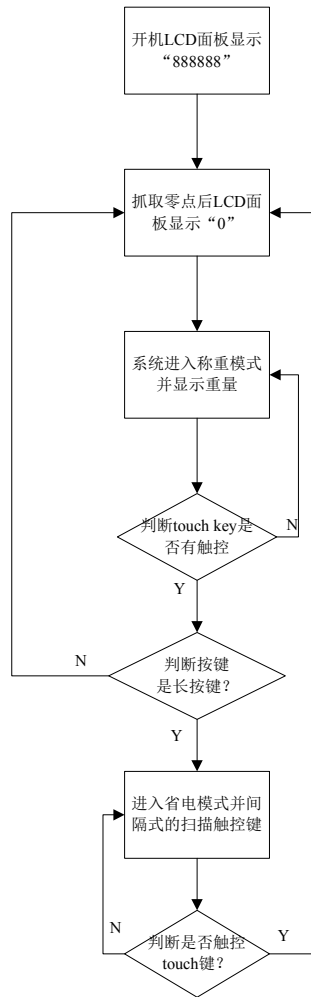 开机LCD面板显示
“888888”
抓取零点后LCD面
板显示“0”
系统进入称重模式
并显示重量
判断touch key是
否有触控
N
Y
判断按键
是长按键？
N
Y
进入省电模式并间
隔式的扫描触控键
判断是否触控
touch键？
N
Y